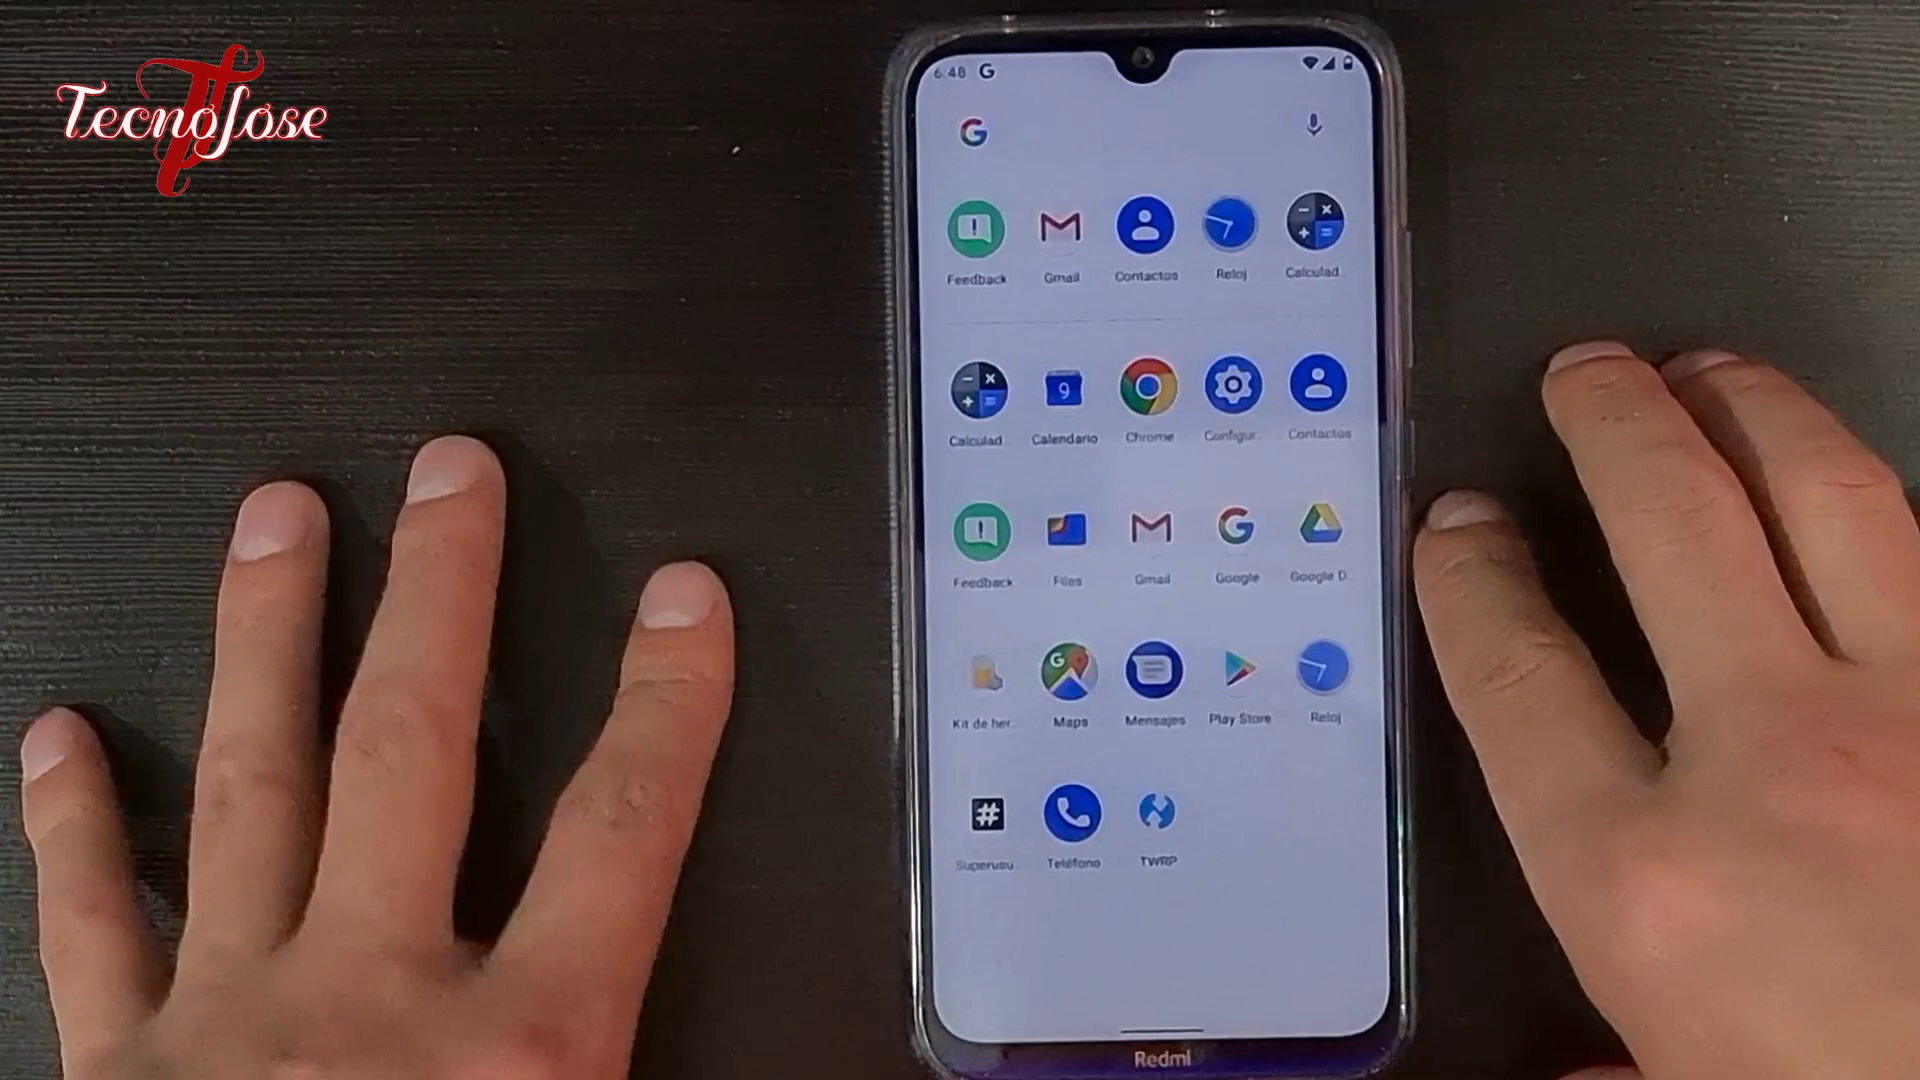 TecnoJose
6:48
Feedback
Gmail
Contactos
Reloj
Calculad..
Calculad..
Calendario
9
Chrome
Configur..
Contactos
Feedback
Files
Gmail
Google
Google D..
Kit de her..
Maps
Mensajes
Play Store
Reloj
Superusu..
Teléfono
TWRP
Redmi